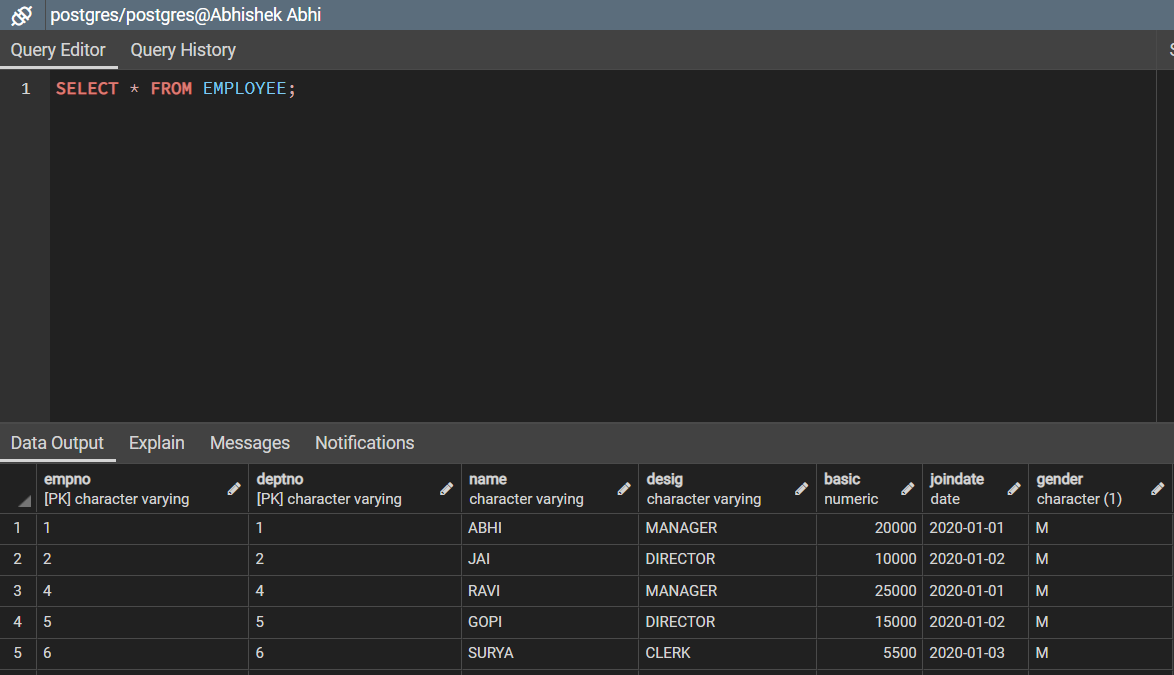 postgres/postgres@Abhishek Abhi
Query Editor Query History
1 SELECT * FROM EMPLOYEE;
Data Output Explain Messages Notifications
empno deptno name desig basic joindate gender
[PK] character varying [PK] character varying character varying character varying numeric date character (1)
1 1 1 ABHI MANAGER 20000 2020-01-01 M
2 2 2 JAI DIRECTOR 10000 2020-01-02 M
3 4 4 RAVI MANAGER 25000 2020-01-01 M
4 5 5 GOPI DIRECTOR 15000 2020-01-02 M
5 6 6 SURYA CLERK 5500 2020-01-03 M